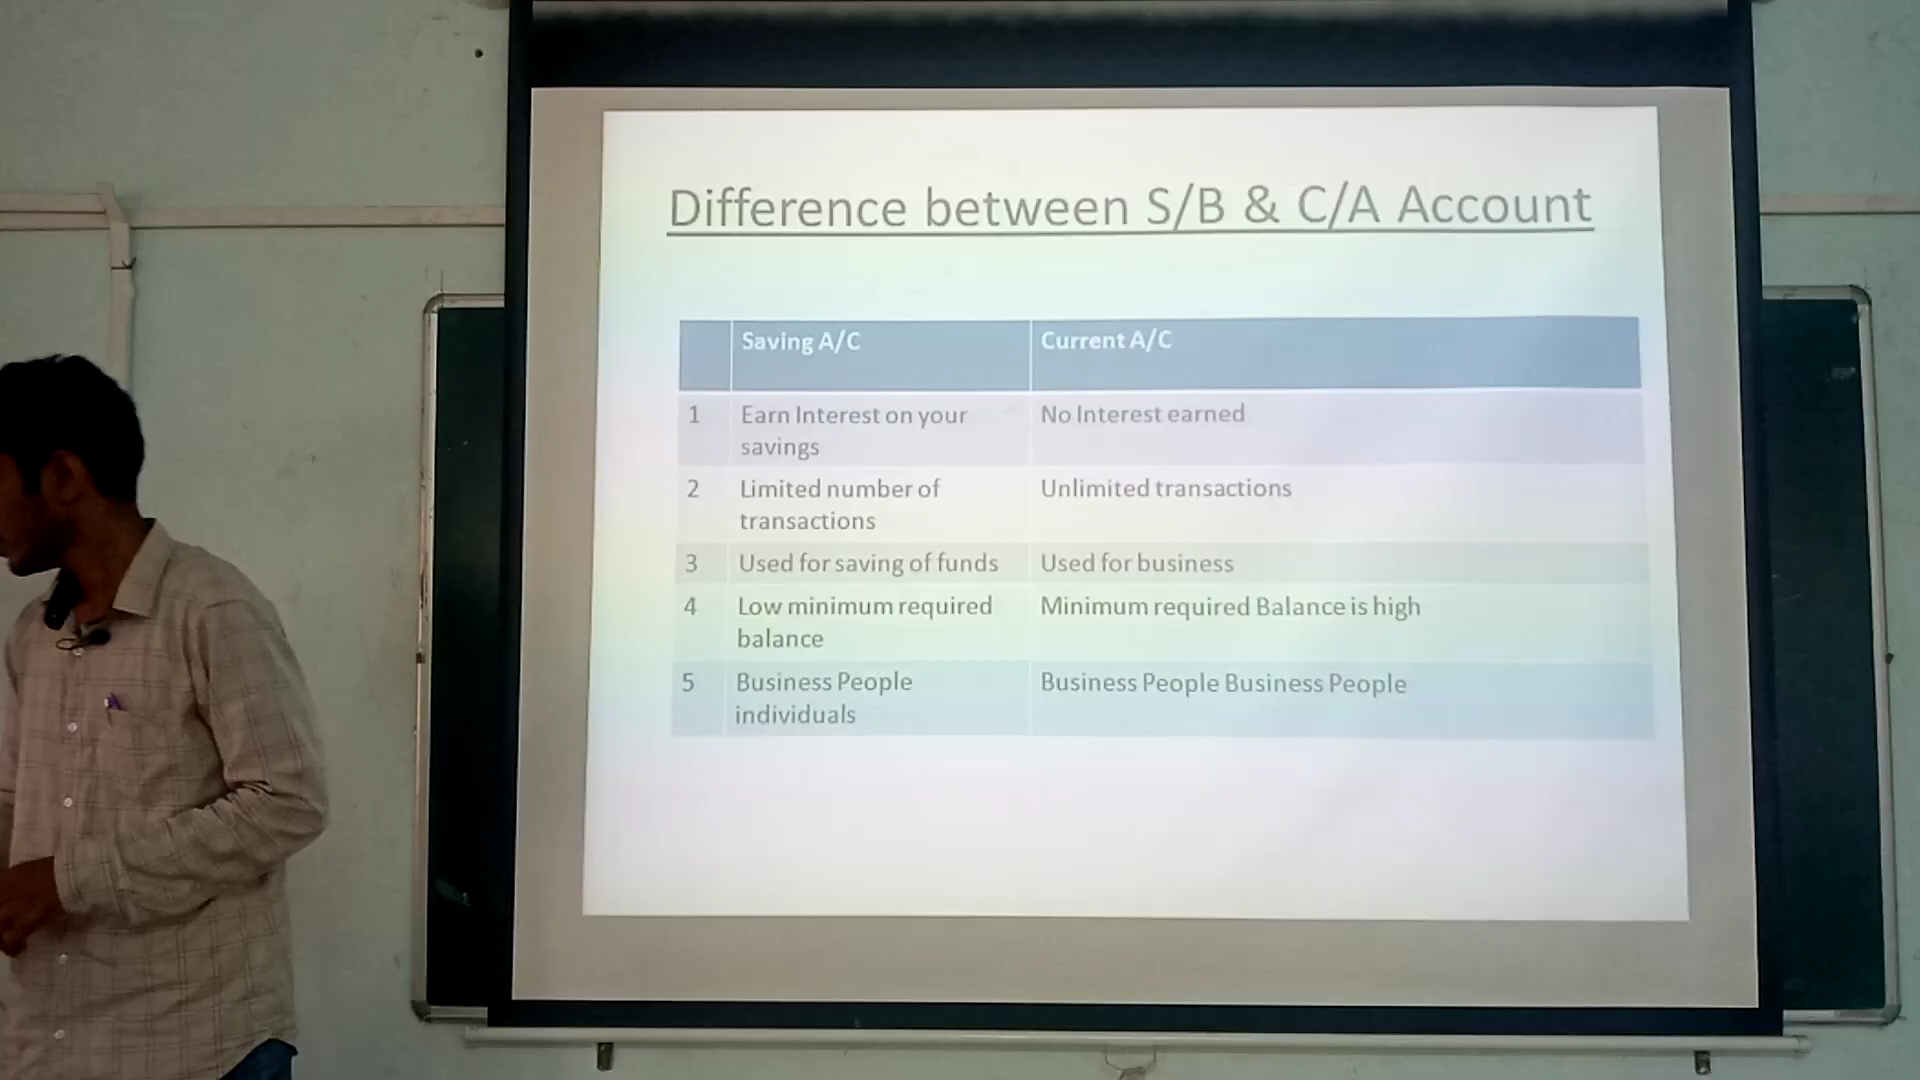 Difference between S/B & C/A Account
Saving A/C Current A/C
1 Earn Interest on your No Interest earned
savings
2 Limited number of Unlimited transactions
transactions
3 Used for saving of funds Used for business
4 Low minimum required Minimum required Balance is high
balance
5 Business People Business People Business People
individuals